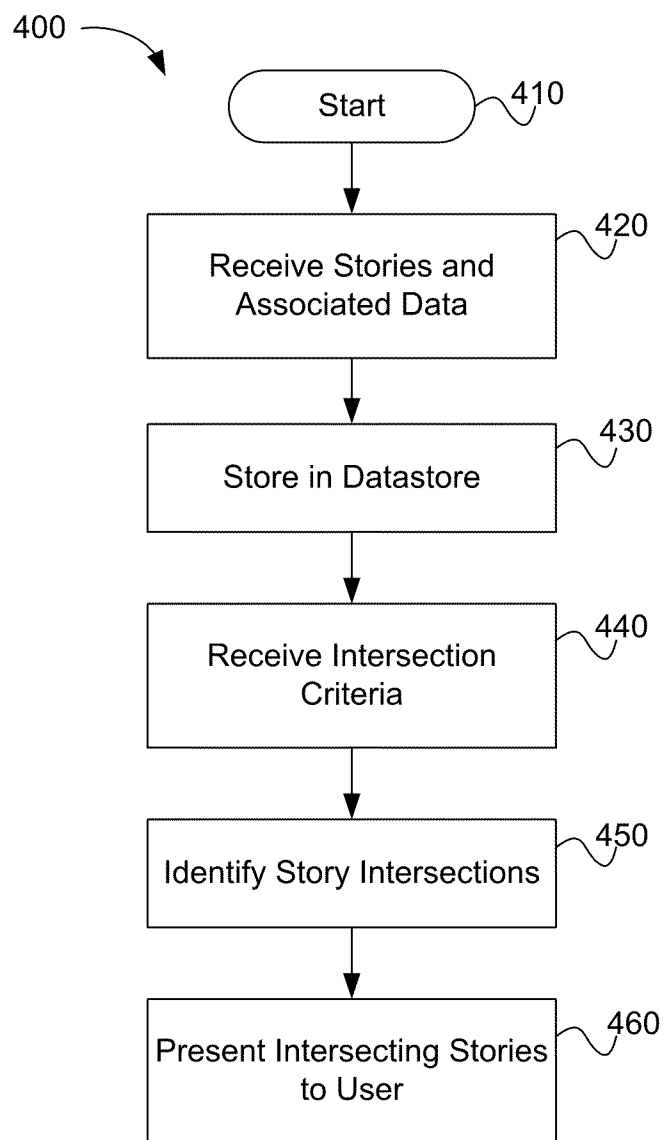 400
Start
410
420
Receive Stories and
Associated Data
430
Store in Datastore
440
Receive Intersection
Criteria
450
Identify Story Intersections
460
Present Intersecting Stories
to User